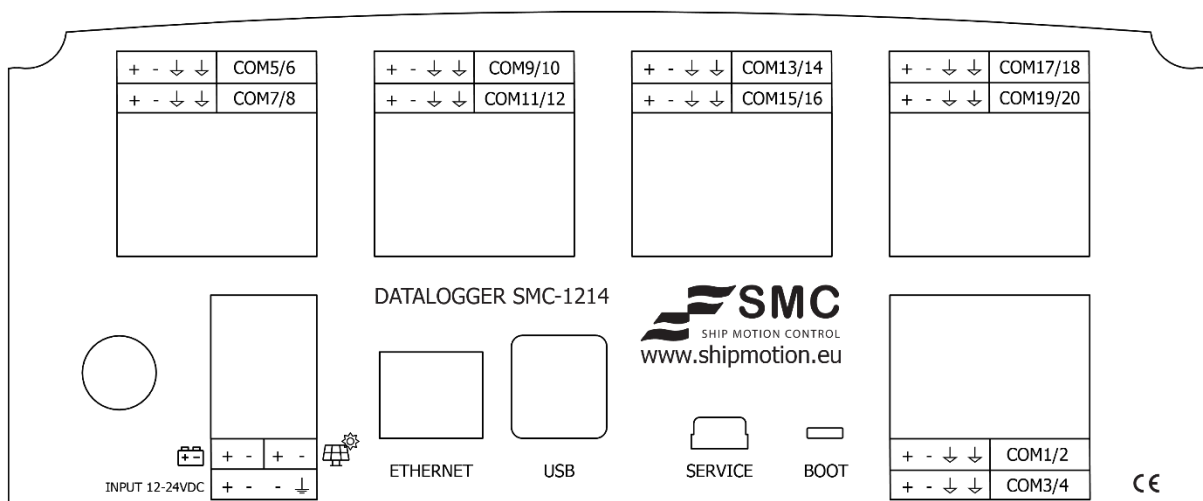 + - ⏚ ⏚ COM5/6
+ - ⏚ ⏚ COM7/8
+ - ⏚ ⏚ COM9/10
+ - ⏚ ⏚ COM11/12
+ - ⏚ ⏚ COM13/14
+ - ⏚ ⏚ COM15/16
+ - ⏚ ⏚ COM17/18
+ - ⏚ ⏚ COM19/20
DATALOGGER SMC-1214
SMC
SHIP MOTION CONTROL
www.shipmotion.eu
+ - + -
INPUT 12-24VDC + - - ⏚
ETHERNET
USB
SERVICE
BOOT
+ - ⏚ ⏚ COM1/2
+ - ⏚ ⏚ COM3/4
CE